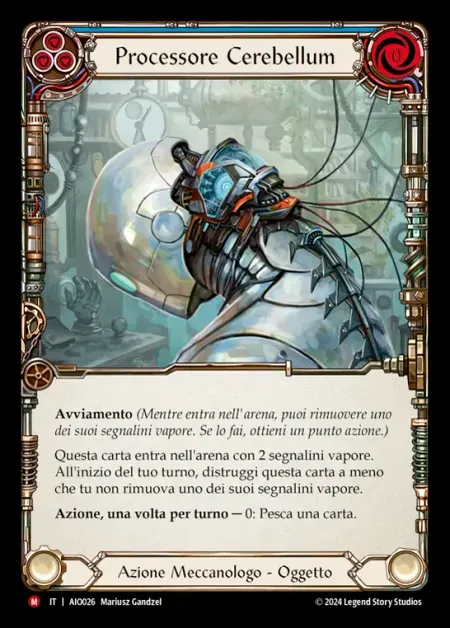 Processore Cerebellum
0
Avviamento (Mentre entra nell'arena, puoi rimuovere uno
dei suoi segnalini vapore. Se lo fai, ottieni un punto azione.)
Questa carta entra nell'arena con 2 segnalini vapore.
All'inizio del tuo turno, distruggi questa carta a meno
che tu non rimuova uno dei suoi segnalini vapore.
Azione, una volta per turno — 0: Pesca una carta.
Azione Meccanologo - Oggetto
M IT | AIO026 Mariusz Gandzel © 2024 Legend Story Studios